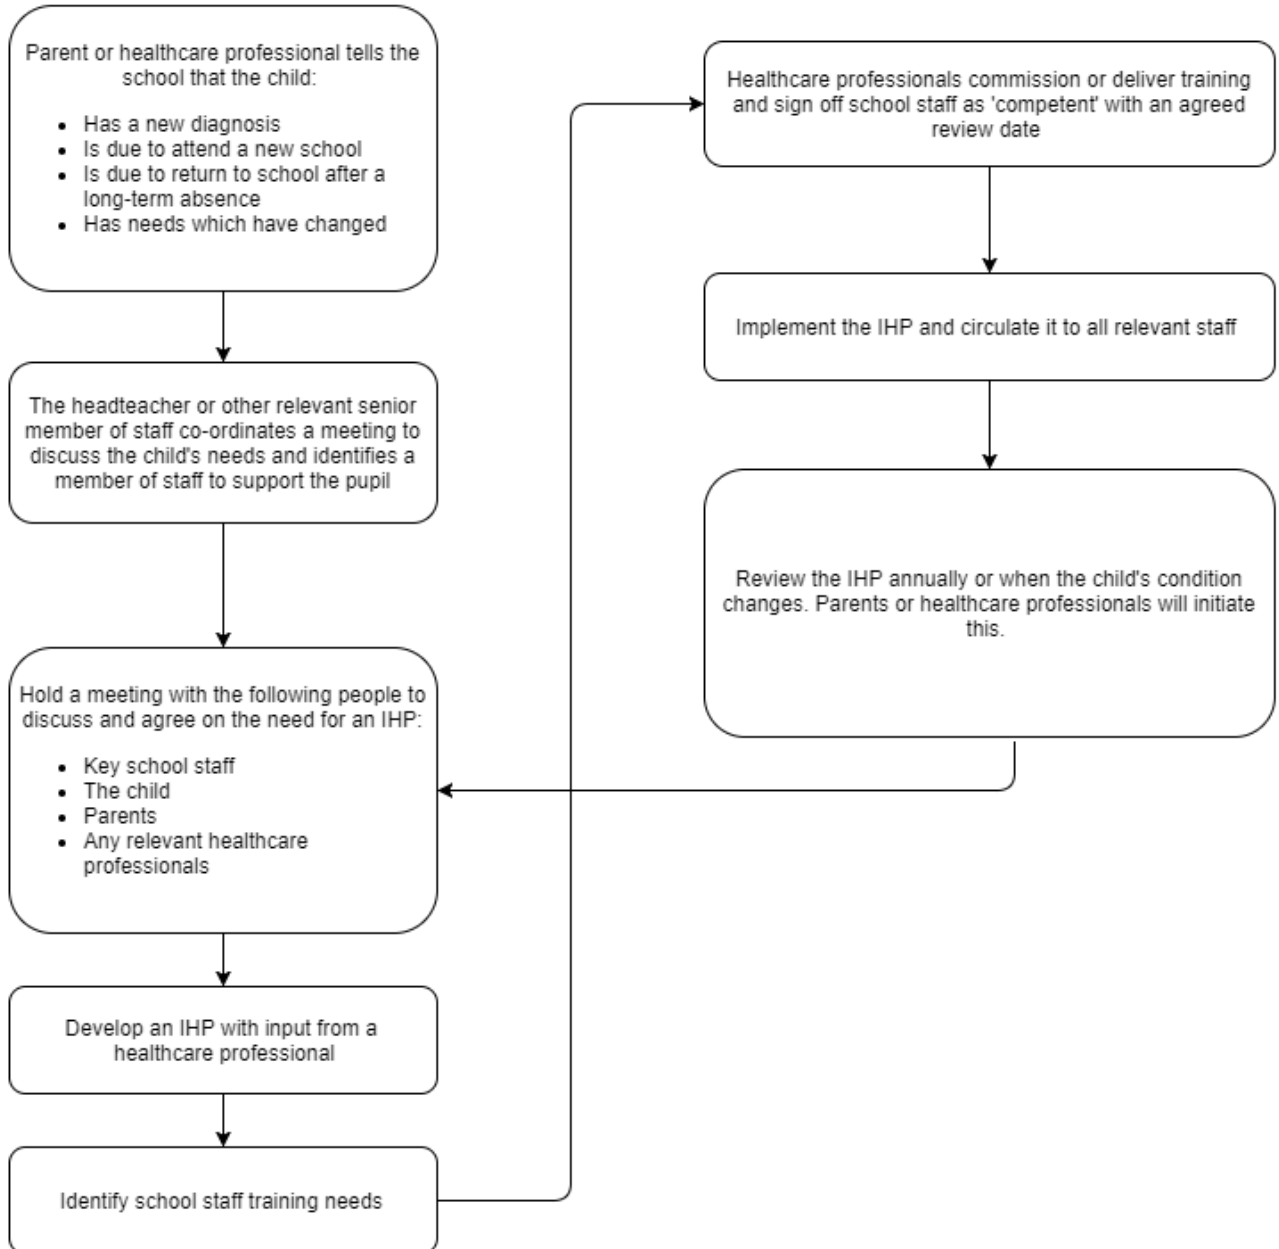 Parent or healthcare professional tells the
school that the child:
• Has a new diagnosis
• Is due to attend a new school
• Is due to return to school after a
long-term absence
• Has needs which have changed
The headteacher or other relevant senior
member of staff co-ordinates a meeting to
discuss the child's needs and identifies a
member of staff to support the pupil
Hold a meeting with the following people to
discuss and agree on the need for an IHP:
• Key school staff
• The child
• Parents
• Any relevant healthcare
professionals
Develop an IHP with input from a
healthcare professional
Identify school staff training needs
Healthcare professionals commission or deliver training
and sign off school staff as 'competent' with an agreed
review date
Implement the IHP and circulate it to all relevant staff
Review the IHP annually or when the child's condition
changes. Parents or healthcare professionals will initiate
this.